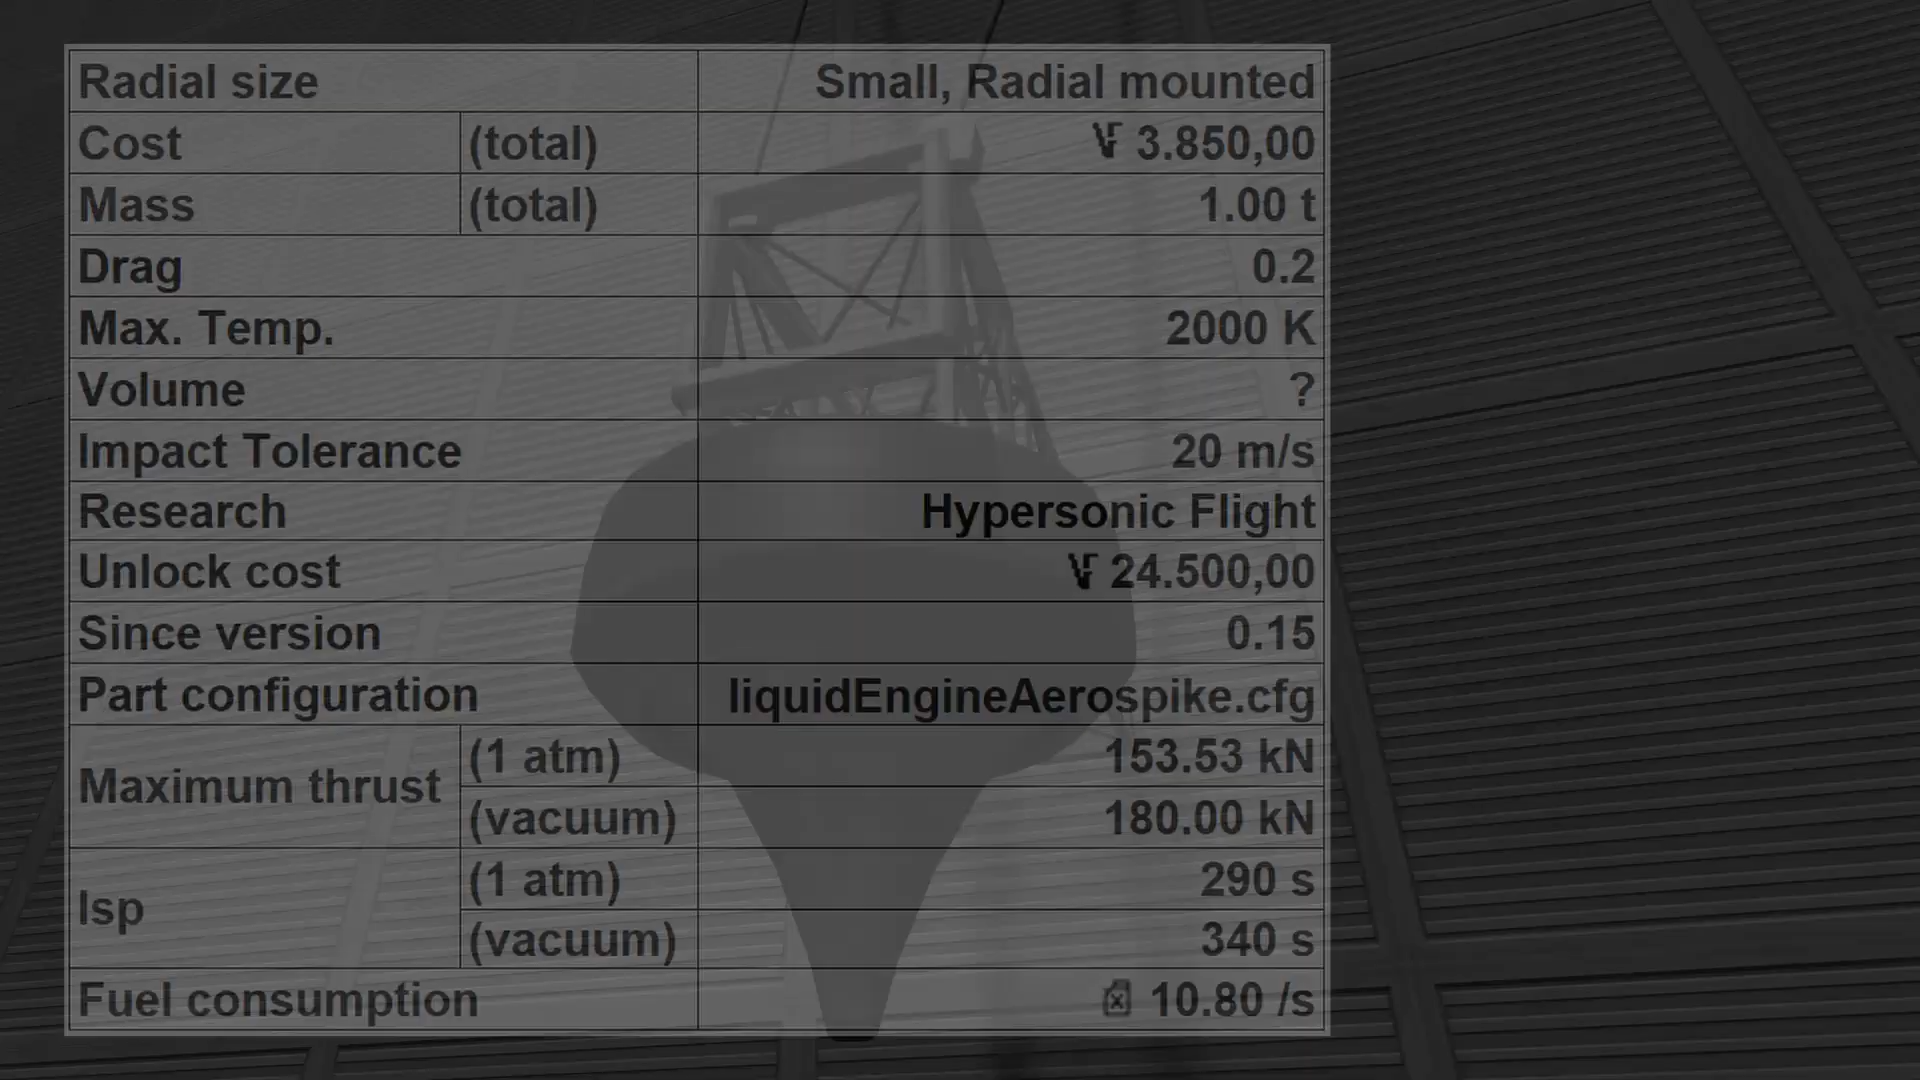 Radial size Small, Radial mounted
Cost (total) 3.850,00
Mass (total) 1.00 t
Drag 0.2
Max. Temp. 2000 K
Volume ?
Impact Tolerance 20 m/s
Research Hypersonic Flight
Unlock cost 24.500,00
Since version 0.15
Part configuration liquidEngineAerospike.cfg
Maximum thrust (1 atm) 153.53 kN
(vacuum) 180.00 kN
Isp (1 atm) 290 s
(vacuum) 340 s
Fuel consumption 10.80 /s